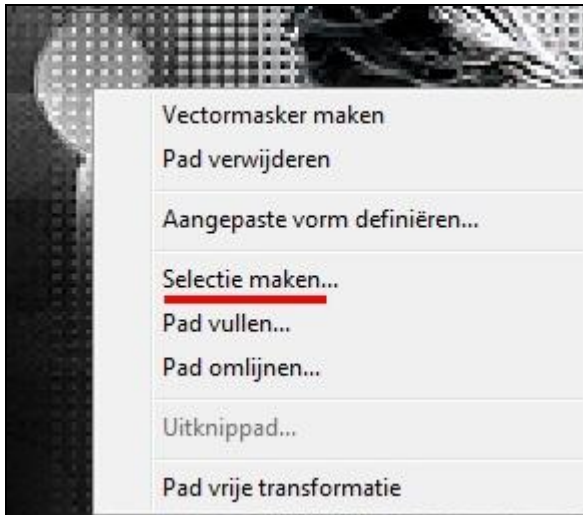 Vectormasker maken
Pad verwijderen
Aangepaste vorm definiëren...
Selectie maken...
Pad vullen...
Pad omlijnen...
Uitknippad...
Pad vrije transformatie